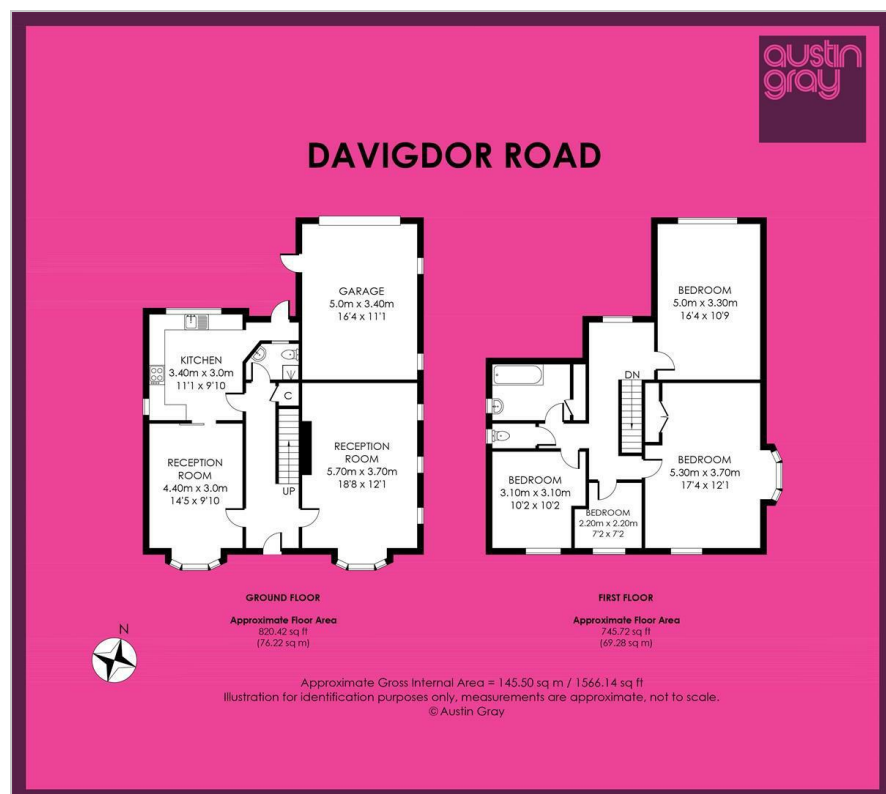 austin
gray
DAVIGDOR ROAD
GARAGE
5.0m x 3.40m
16'4 x 11'1
KITCHEN
3.40m x 3.0m
11'1 x 9'10
C
RECEPTION
ROOM
4.40m x 3.0m
14'5 x 9'10
RECEPTION
ROOM
5.70m x 3.70m
18'8 x 12'1
UP
BEDROOM
5.0m x 3.30m
16'4 x 10'9
DN
BEDROOM
5.30m x 3.70m
17'4 x 12'1
BEDROOM
3.10m x 3.10m
10'2 x 10'2
BEDROOM
2.20m x 2.20m
7'2 x 7'2
GROUND FLOOR
Approximate Floor Area
820.42 sq ft
(76.22 sq m)
FIRST FLOOR
Approximate Floor Area
745.72 sq ft
(69.28 sq m)
N
Approximate Gross Internal Area = 145.50 sq m / 1566.14 sq ft
Illustration for identification purposes only, measurements are approximate, not to scale.
© Austin Gray